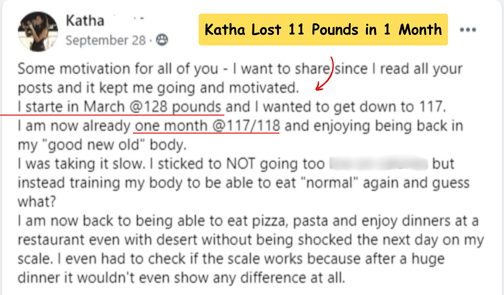 Katha
Katha Lost 11 Pounds in 1 Month
September 28 ·
Some motivation for all of you - I want to share since I read all your
posts and it kept me going and motivated.
I starte in March @128 pounds and I wanted to get down to 117.
I am now already one month @117/118 and enjoying being back in
my "good new old" body.
I was taking it slow. I sticked to NOT going too but
instead training my body to be able to eat "normal" again and guess
what?
I am now back to being able to eat pizza, pasta and enjoy dinners at a
restaurant even with desert without being shocked the next day on my
scale. I even had to check if the scale works because after a huge
dinner it wouldn't even show any difference at all.